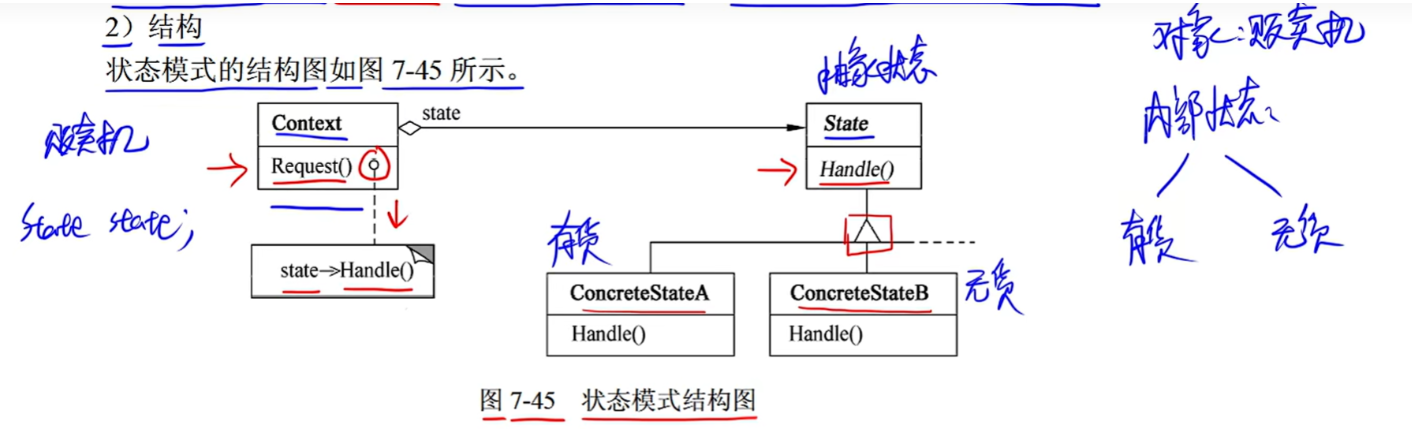 2）结构
状态模式的结构图如图 7-45 所示。
对象：贩卖机
内部状态：
有货
无货
抽象状态
贩卖机
State state;
Context
Request()
state
State
Handle()
state->Handle()
有货
ConcreteStateA
Handle()
ConcreteStateB
Handle()
无货
图 7-45 状态模式结构图